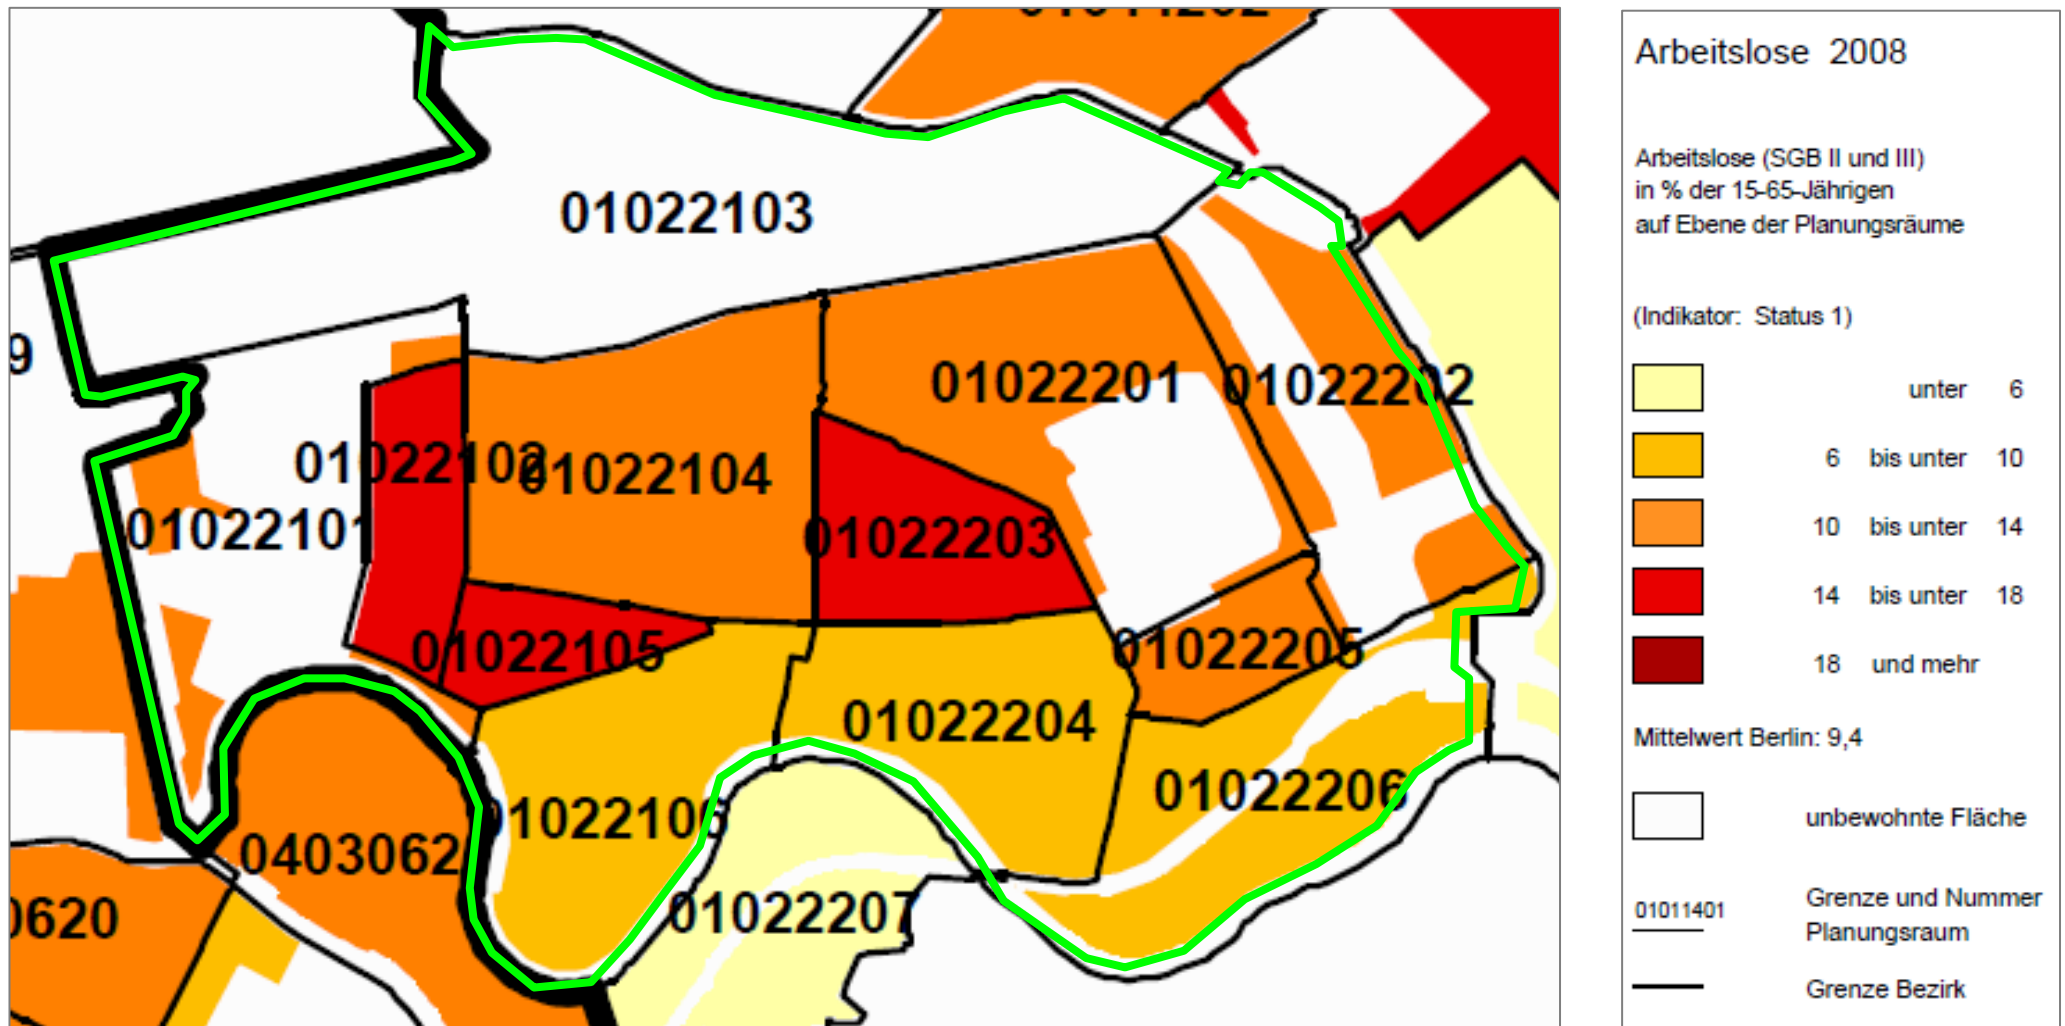 01022103
9
01022201
01022202
01022104
01022101
01022203
01022105
01022205
01022204
01022206
0403062
01022207
0620
Arbeitslose 2008
Arbeitslose (SGB II und III)
in % der 15-65-Jährigen
auf Ebene der Planungsräume
(Indikator: Status 1)
unter 6
6 bis unter 10
10 bis unter 14
14 bis unter 18
18 und mehr
Mittelwert Berlin: 9,4
unbewohnte Fläche
01011401
Grenze und Nummer
Planungsraum
Grenze Bezirk